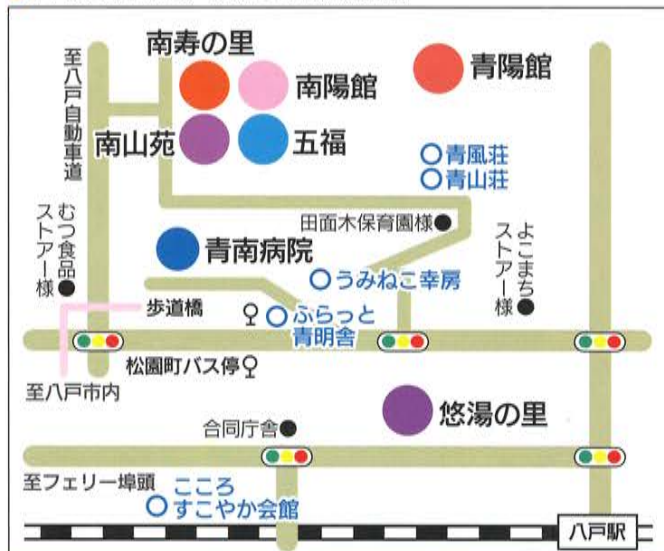 南寿の里
青陽館
南陽館
至八戸自動車道
南山苑
五福
青風荘
青山荘
むつ食品
ストアー様
田面木保育園様
よこまち
ストアー様
青南病院
うみねこ幸房
歩道橋
ふらっと
青明舎
松園町バス停
至八戸市内
悠湯の里
合同庁舎
至フェリー埠頭
こころ
すこやか会館
八戸駅